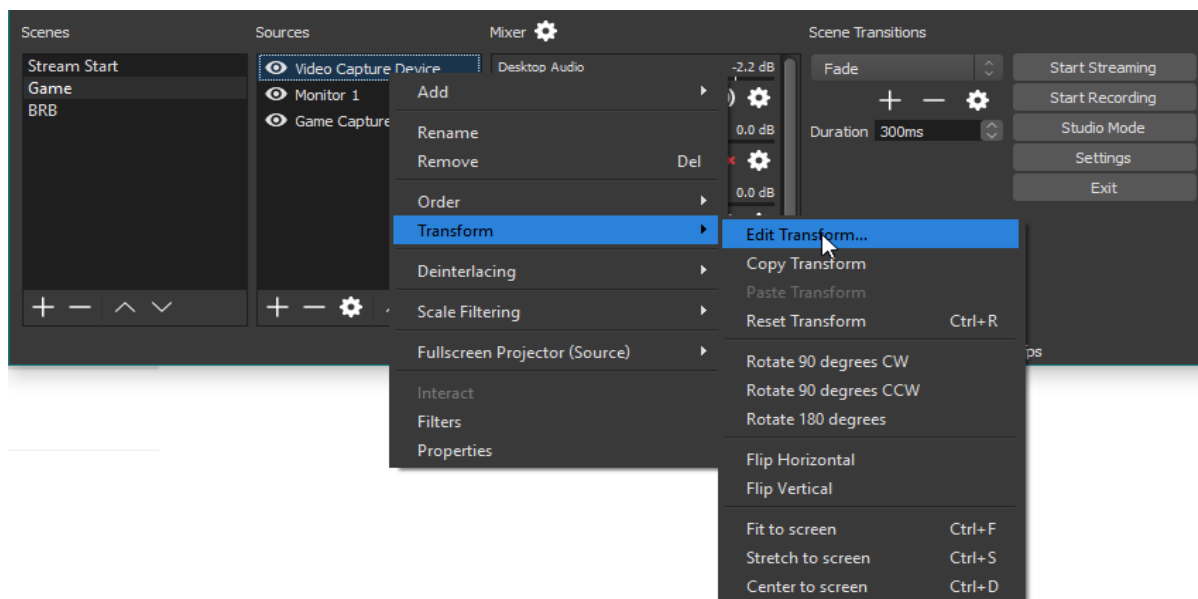 Scenes
Stream Start
Game
BRB
Sources
Video Capture Device
Monitor 1
Game Capture
Mixer
Desktop Audio
-2.2 dB
0.0 dB
0.0 dB
Scene Transitions
Fade
Duration 300ms
Start Streaming
Start Recording
Studio Mode
Settings
Exit
Add
Rename
Remove Del
Order
Transform
Deinterlacing
Scale Filtering
Fullscreen Projector (Source)
Interact
Filters
Properties
Edit Transform...
Copy Transform
Paste Transform
Reset Transform Ctrl+R
Rotate 90 degrees CW
Rotate 90 degrees CCW
Rotate 180 degrees
Flip Horizontal
Flip Vertical
Fit to screen Ctrl+F
Stretch to screen Ctrl+S
Center to screen Ctrl+D